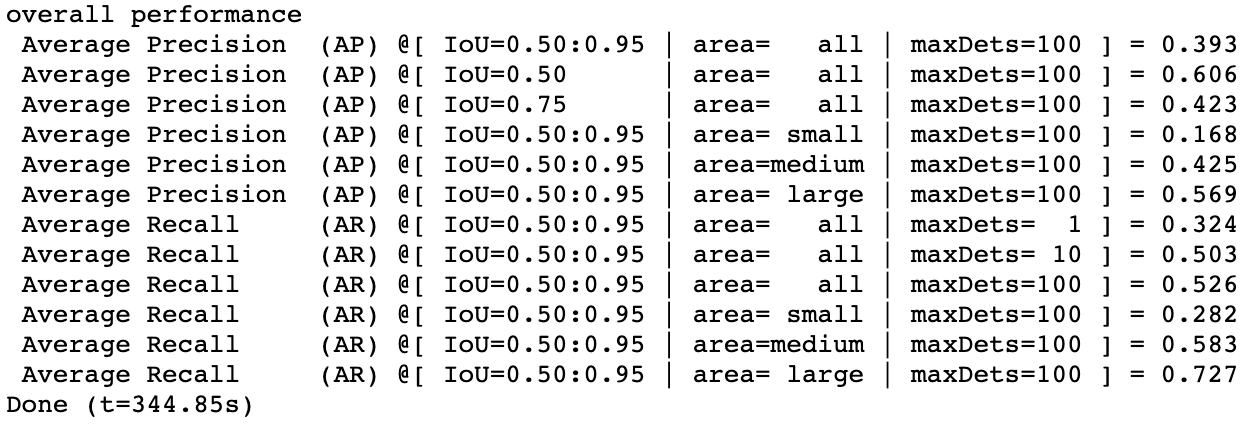 overall performance
 Average Precision  (AP) @[ IoU=0.50:0.95 | area=   all | maxDets=100 ] = 0.393
 Average Precision  (AP) @[ IoU=0.50      | area=   all | maxDets=100 ] = 0.606
 Average Precision  (AP) @[ IoU=0.75      | area=   all | maxDets=100 ] = 0.423
 Average Precision  (AP) @[ IoU=0.50:0.95 | area= small | maxDets=100 ] = 0.168
 Average Precision  (AP) @[ IoU=0.50:0.95 | area=medium | maxDets=100 ] = 0.425
 Average Precision  (AP) @[ IoU=0.50:0.95 | area= large | maxDets=100 ] = 0.569
 Average Recall     (AR) @[ IoU=0.50:0.95 | area=   all | maxDets=  1 ] = 0.324
 Average Recall     (AR) @[ IoU=0.50:0.95 | area=   all | maxDets= 10 ] = 0.503
 Average Recall     (AR) @[ IoU=0.50:0.95 | area=   all | maxDets=100 ] = 0.526
 Average Recall     (AR) @[ IoU=0.50:0.95 | area= small | maxDets=100 ] = 0.282
 Average Recall     (AR) @[ IoU=0.50:0.95 | area=medium | maxDets=100 ] = 0.583
 Average Recall     (AR) @[ IoU=0.50:0.95 | area= large | maxDets=100 ] = 0.727
Done (t=344.85s)